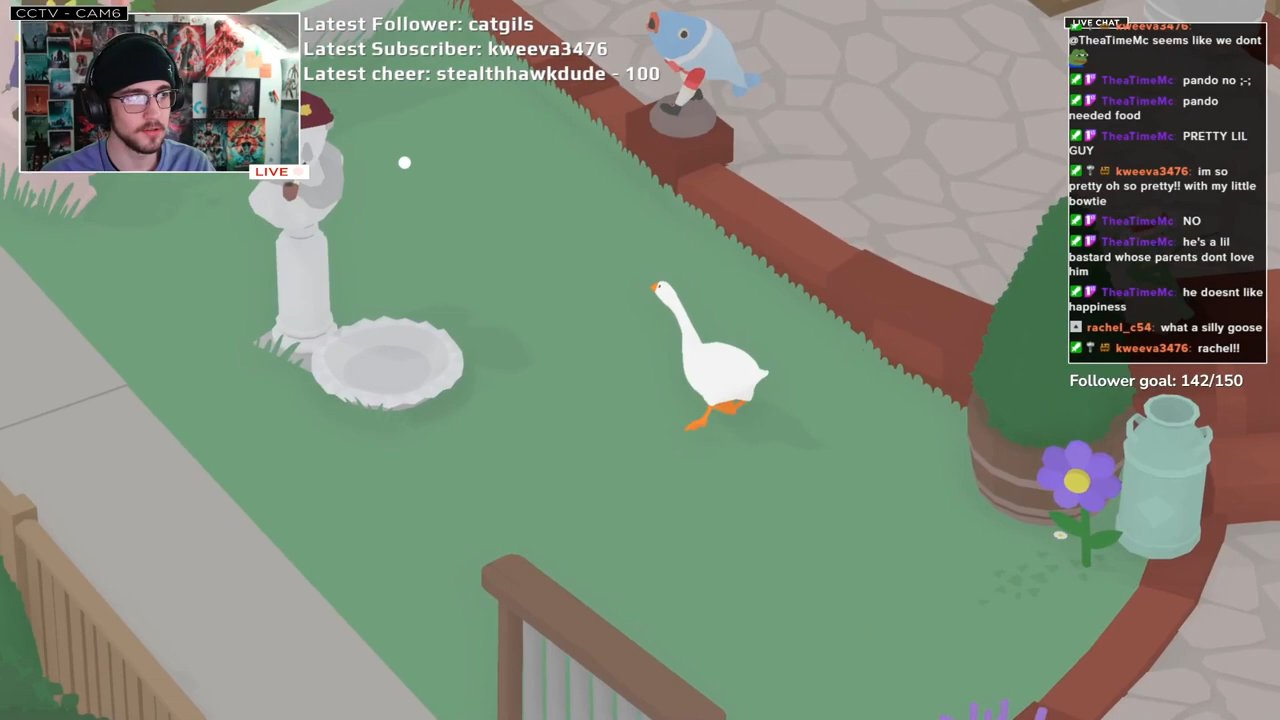 CCTV - CAM6
Latest Follower: catgils
Latest Subscriber: kweeva3476
Latest cheer: stealthhawkdude - 100
LIVE
LIVE CHAT
kweeva3476:
@TheaTimeMc seems like we dont
TheaTimeMc: pando no ;-;
TheaTimeMc: pando
needed food
TheaTimeMc: PRETTY LIL
GUY
kweeva3476: im so
pretty oh so pretty!! with my little
bowtie
TheaTimeMc: NO
TheaTimeMc: he's a lil
bastard whose parents dont love
him
TheaTimeMc: he doesnt like
happiness
rachel_c54: what a silly goose
kweeva3476: rachel!!
Follower goal: 142/150